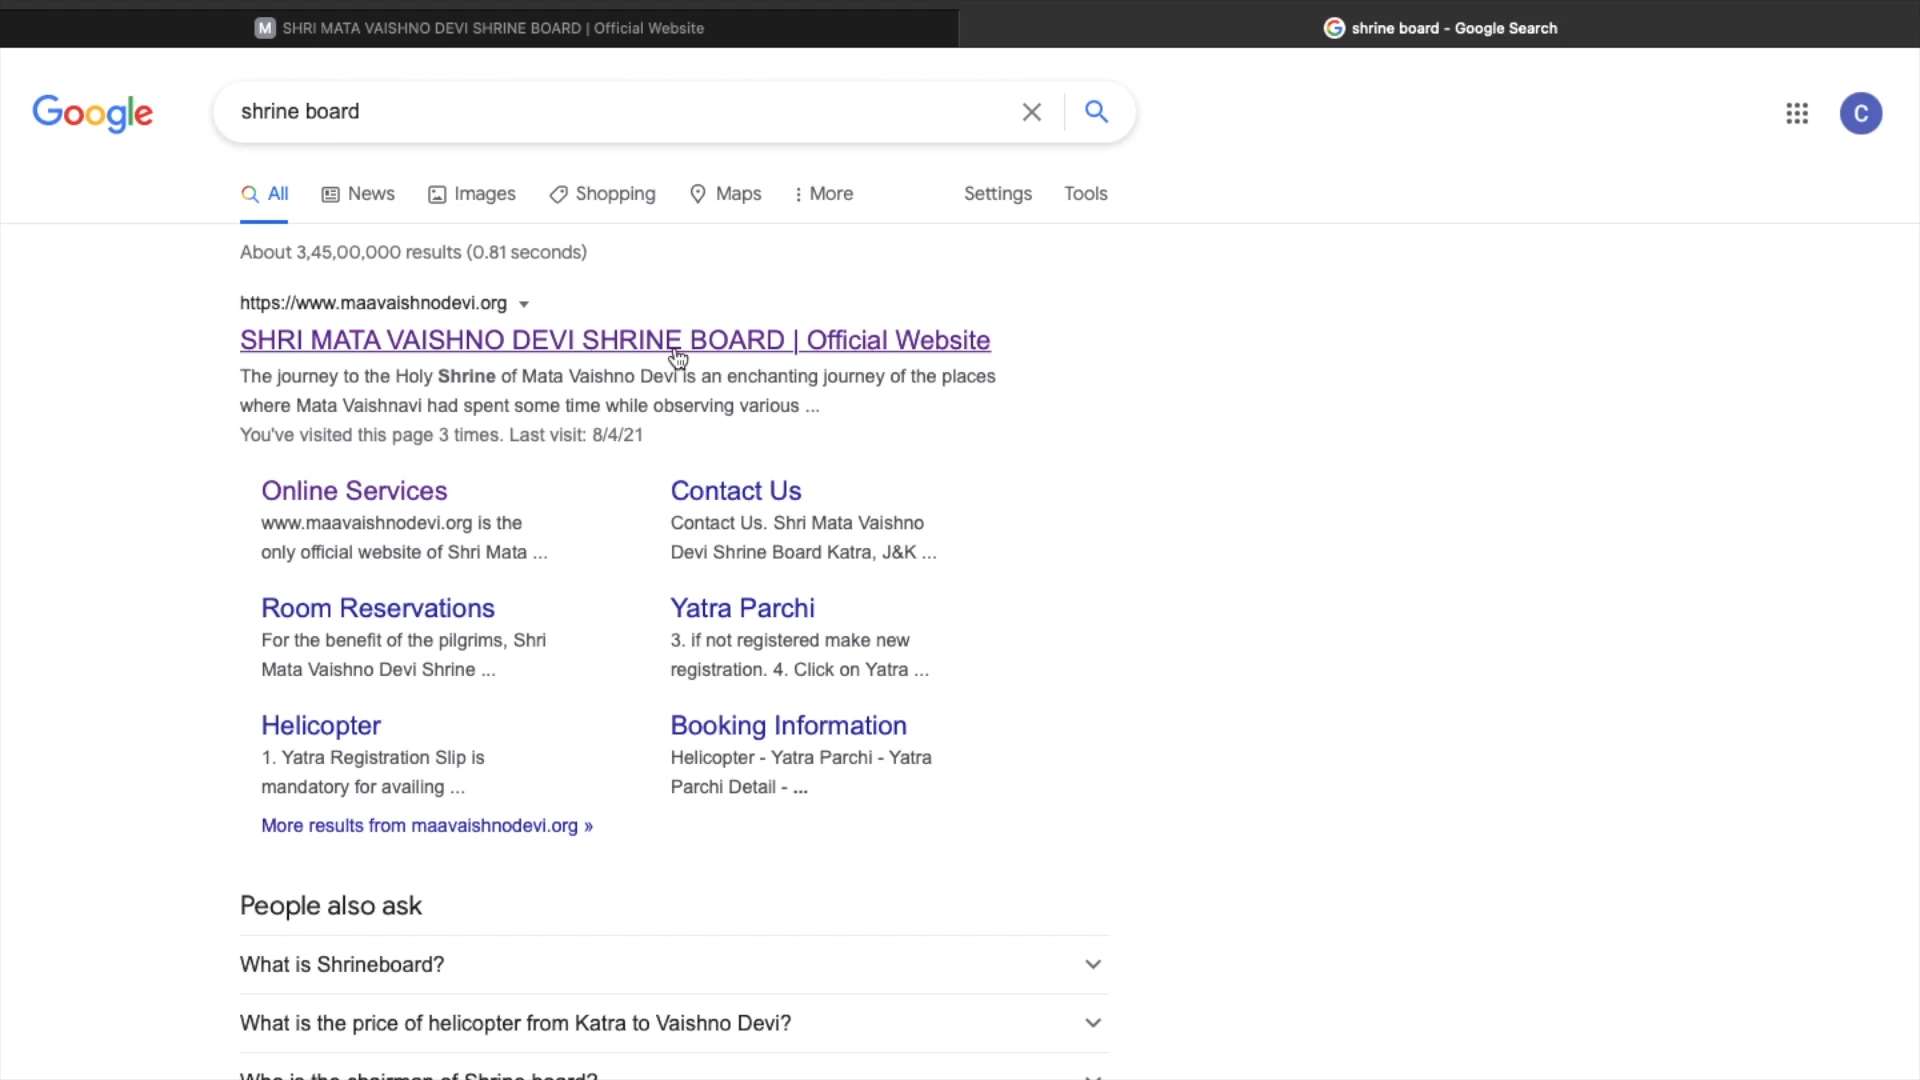 M SHRI MATA VAISHNO DEVI SHRINE BOARD | Official Website
shrine board - Google Search
Google
shrine board
C
All News Images Shopping Maps More Settings Tools
About 3,45,00,000 results (0.81 seconds)
https://www.maavaishnodevi.org
SHRI MATA VAISHNO DEVI SHRINE BOARD | Official Website
The journey to the Holy Shrine of Mata Vaishno Devi is an enchanting journey of the places
where Mata Vaishnavi had spent some time while observing various ...
You've visited this page 3 times. Last visit: 8/4/21
Online Services
www.maavaishnodevi.org is the
only official website of Shri Mata ...
Contact Us
Contact Us. Shri Mata Vaishno
Devi Shrine Board Katra, J&K ...
Room Reservations
For the benefit of the pilgrims, Shri
Mata Vaishno Devi Shrine ...
Yatra Parchi
3. if not registered make new
registration. 4. Click on Yatra ...
Helicopter
1. Yatra Registration Slip is
mandatory for availing ...
Booking Information
Helicopter - Yatra Parchi - Yatra
Parchi Detail - ...
More results from maavaishnodevi.org »
People also ask
What is Shrineboard?
What is the price of helicopter from Katra to Vaishno Devi?
Who is the chairman of Shrine board?